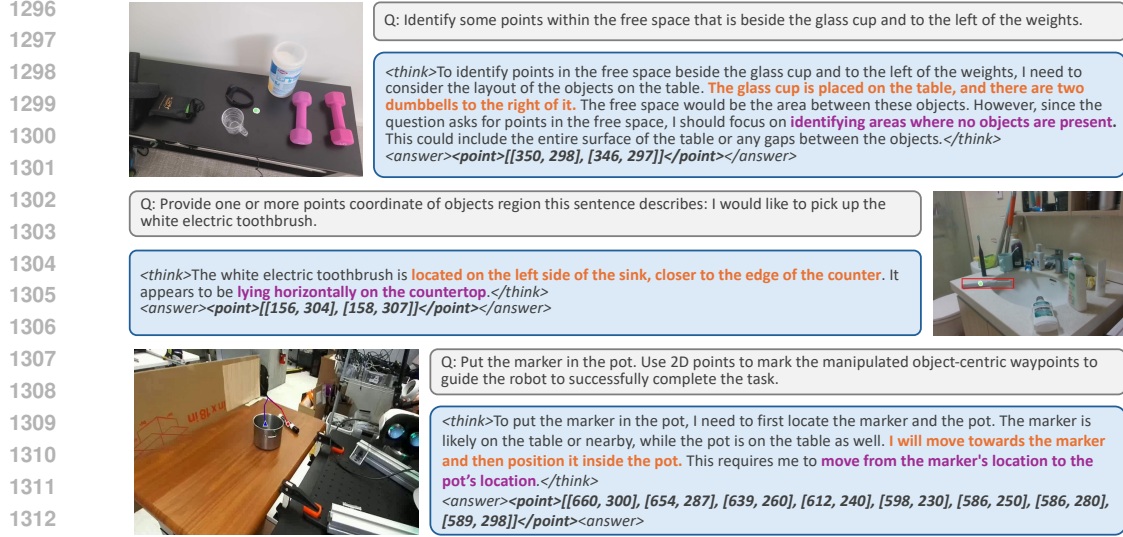 1296
1297
1298
1299
1300
1301
1302
1303
1304
1305
1306
1307
1308
1309
1310
1311
1312
Q: Identify some points within the free space that is beside the glass cup and to the left of the weights.
<think>To identify points in the free space beside the glass cup and to the left of the weights, I need to
consider the layout of the objects on the table. The glass cup is placed on the table, and there are two
dumbbells to the right of it. The free space would be the area between these objects. However, since the
question asks for points in the free space, I should focus on identifying areas where no objects are present.
This could include the entire surface of the table or any gaps between the objects.</think>
<answer><point>[[350, 298], [346, 297]]</point></answer>
Q: Provide one or more points coordinate of objects region this sentence describes: I would like to pick up the
white electric toothbrush.
<think>The white electric toothbrush is located on the left side of the sink, closer to the edge of the counter. It
appears to be lying horizontally on the countertop.</think>
<answer><point>[[156, 304], [158, 307]]</point></answer>
in x 18 in
Q: Put the marker in the pot. Use 2D points to mark the manipulated object-centric waypoints to
guide the robot to successfully complete the task.
<think>To put the marker in the pot, I need to first locate the marker and the pot. The marker is
likely on the table or nearby, while the pot is on the table as well. I will move towards the marker
and then position it inside the pot. This requires me to move from the marker's location to the
pot's location.</think>
<answer><point>[[660, 300], [654, 287], [639, 260], [612, 240], [598, 230], [586, 250], [586, 280],
[589, 298]]</point><answer>